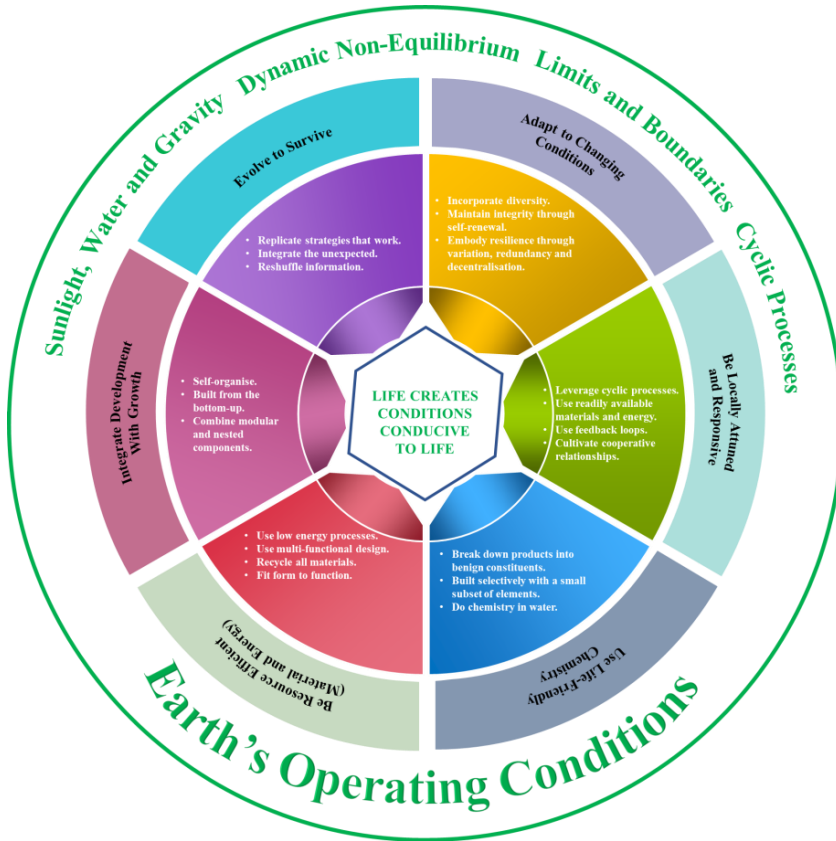 Sunlight, Water and Gravity
Dynamic Non-Equilibrium
Limits and Boundaries
Cyclic Processes
Evolve to Survive
• Replicate strategies that work.
• Integrate the unexpected.
• Reshuffle information.
Adapt to Changing
Conditions
• Incorporate diversity.
• Maintain integrity through
self-renewal.
• Embody resilience through
variation, redundancy and
decentralisation.
Be Locally Attuned
and Responsive
• Leverage cyclic processes.
• Use readily available
materials and energy.
• Use feedback loops.
• Cultivate cooperative
relationships.
Use Life-Friendly
Chemistry
• Break down products into
benign constituents.
• Built selectively with a small
subset of elements.
• Do chemistry in water.
Be Resource Efficient
(Material and Energy)
• Use low energy processes.
• Use multi-functional design.
• Recycle all materials.
• Fit form to function.
Integrate Development
With Growth
• Self-organise.
• Built from the
bottom-up.
• Combine modular
and nested
components.
LIFE CREATES
CONDITIONS
CONDUCIVE
TO LIFE
Earth's Operating Conditions